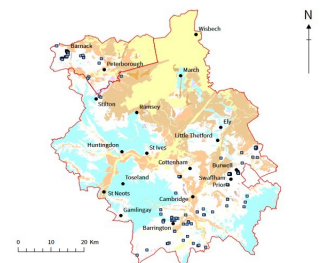 Wisbech
N
Barnack
Peterborough
March
Stilton
Ramsey
Ely
Little Thetford
Huntingdon
St Ives
Cottenham
Burwell
Toseland
Swaffham
Prior
St Neots
Cambridge
Gamlingay
Barrington
0
10
20 Km